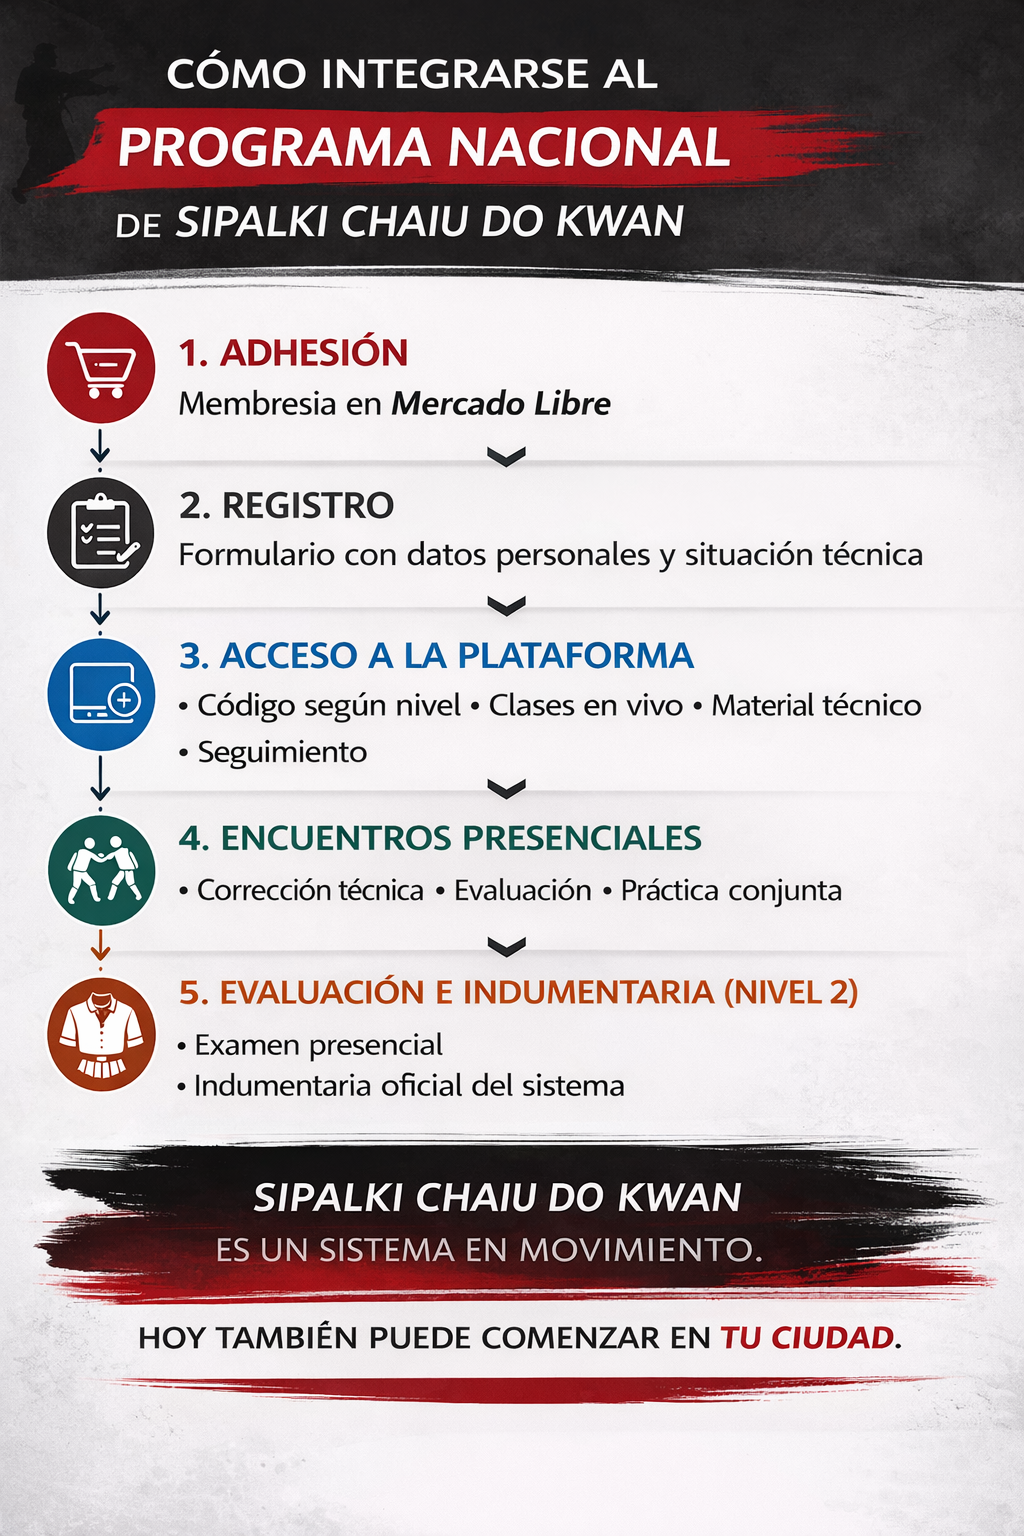 CÓMO INTEGRARSE AL
PROGRAMA NACIONAL
DE SIPALKI CHAIU DO KWAN
1. ADHESIÓN
Membresia en Mercado Libre
2. REGISTRO
Formulario con datos personales y situación técnica
3. ACCESO A LA PLATAFORMA
• Código según nivel • Clases en vivo • Material técnico
• Seguimiento
4. ENCUENTROS PRESENCIALES
• Corrección técnica • Evaluación • Práctica conjunta
5. EVALUACIÓN E INDUMENTARIA (NIVEL 2)
• Examen presencial
• Indumentaria oficial del sistema
SIPALKI CHAIU DO KWAN
ES UN SISTEMA EN MOVIMIENTO.
HOY TAMBIÉN PUEDE COMENZAR EN TU CIUDAD.